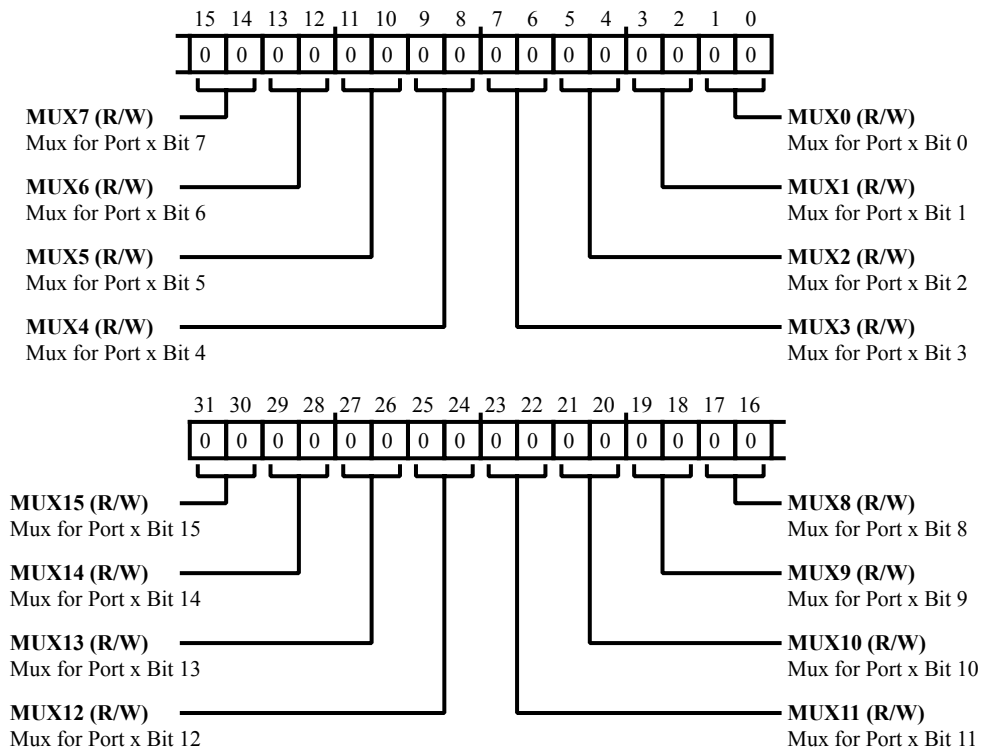 15 14 13 12 11 10 9 8 7 6 5 4 3 2 1 0
0 0 0 0 0 0 0 0 0 0 0 0 0 0 0 0
MUX7 (R/W)
Mux for Port x Bit 7
MUX0 (R/W)
Mux for Port x Bit 0
MUX6 (R/W)
Mux for Port x Bit 6
MUX1 (R/W)
Mux for Port x Bit 1
MUX5 (R/W)
Mux for Port x Bit 5
MUX2 (R/W)
Mux for Port x Bit 2
MUX4 (R/W)
Mux for Port x Bit 4
MUX3 (R/W)
Mux for Port x Bit 3
31 30 29 28 27 26 25 24 23 22 21 20 19 18 17 16
0 0 0 0 0 0 0 0 0 0 0 0 0 0 0 0
MUX15 (R/W)
Mux for Port x Bit 15
MUX8 (R/W)
Mux for Port x Bit 8
MUX14 (R/W)
Mux for Port x Bit 14
MUX9 (R/W)
Mux for Port x Bit 9
MUX13 (R/W)
Mux for Port x Bit 13
MUX10 (R/W)
Mux for Port x Bit 10
MUX12 (R/W)
Mux for Port x Bit 12
MUX11 (R/W)
Mux for Port x Bit 11